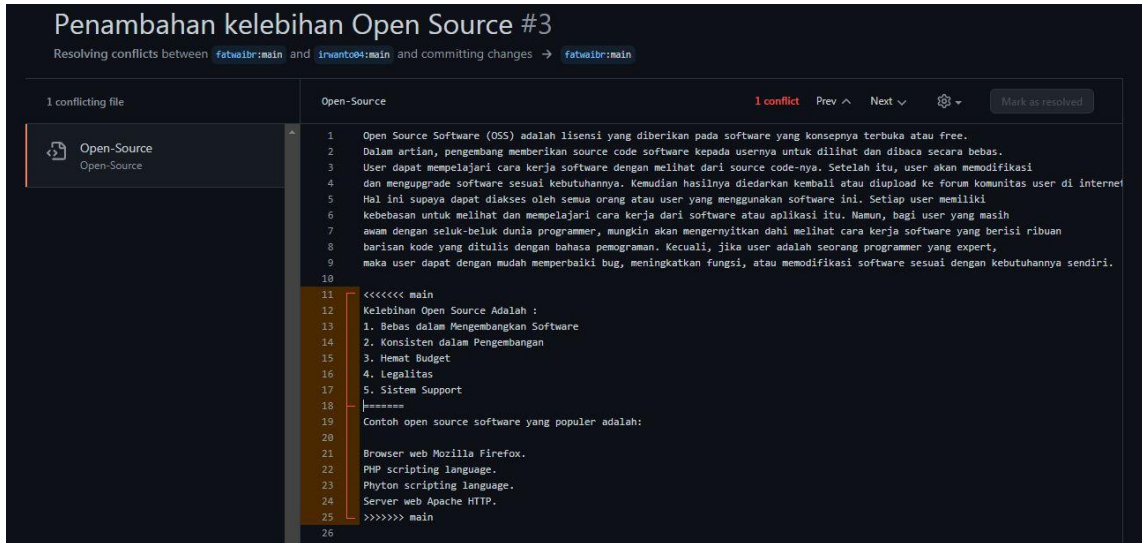 Penambahan kelebihan Open Source #3
Resolving conflicts between fatwaibr:main and irwanto04:main and committing changes → fatwaibr:main
1 conflicting file
Open-Source
1 conflict Prev Next Mark as resolved
Open-Source
Open-Source
1 Open Source Software (OSS) adalah lisensi yang diberikan pada software yang konsepnya terbuka atau free.
2 Dalam artian, pengembang memberikan source code software kepada usernya untuk dilihat dan dibaca secara bebas.
3 User dapat mempelajari cara kerja software dengan melihat dari source code-nya. Setelah itu, user akan memodifikasi
4 dan mengupgrade software sesuai kebutuhannya. Kemudian hasilnya diedarkan kembali atau diupload ke forum komunitas user di internet
5 Hal ini supaya dapat diakses oleh semua orang atau user yang menggunakan software ini. Setiap user memiliki
6 kebebasan untuk melihat dan mempelajari cara kerja dari software atau aplikasi itu. Namun, bagi user yang masih
7 awam dengan seluk-beluk dunia programmer, mungkin akan mengernyitkan dahi melihat cara kerja software yang berisi ribuan
8 barisan kode yang ditulis dengan bahasa pemograman. Kecuali, jika user adalah seorang programmer yang expert,
9 maka user dapat dengan mudah memperbaiki bug, meningkatkan fungsi, atau memodifikasi software sesuai dengan kebutuhannya sendiri.
10
11 <<<<<<< main
12 Kelebihan Open Source Adalah :
13 1. Bebas dalam Mengembangkan Software
14 2. Konsisten dalam Pengembangan
15 3. Hemat Budget
16 4. Legalitas
17 5. Sistem Support
18 =======
19 Contoh open source software yang populer adalah:
20
21 Browser web Mozilla Firefox.
22 PHP scripting language.
23 Phyton scripting language.
24 Server web Apache HTTP.
25 >>>>>>> main
26